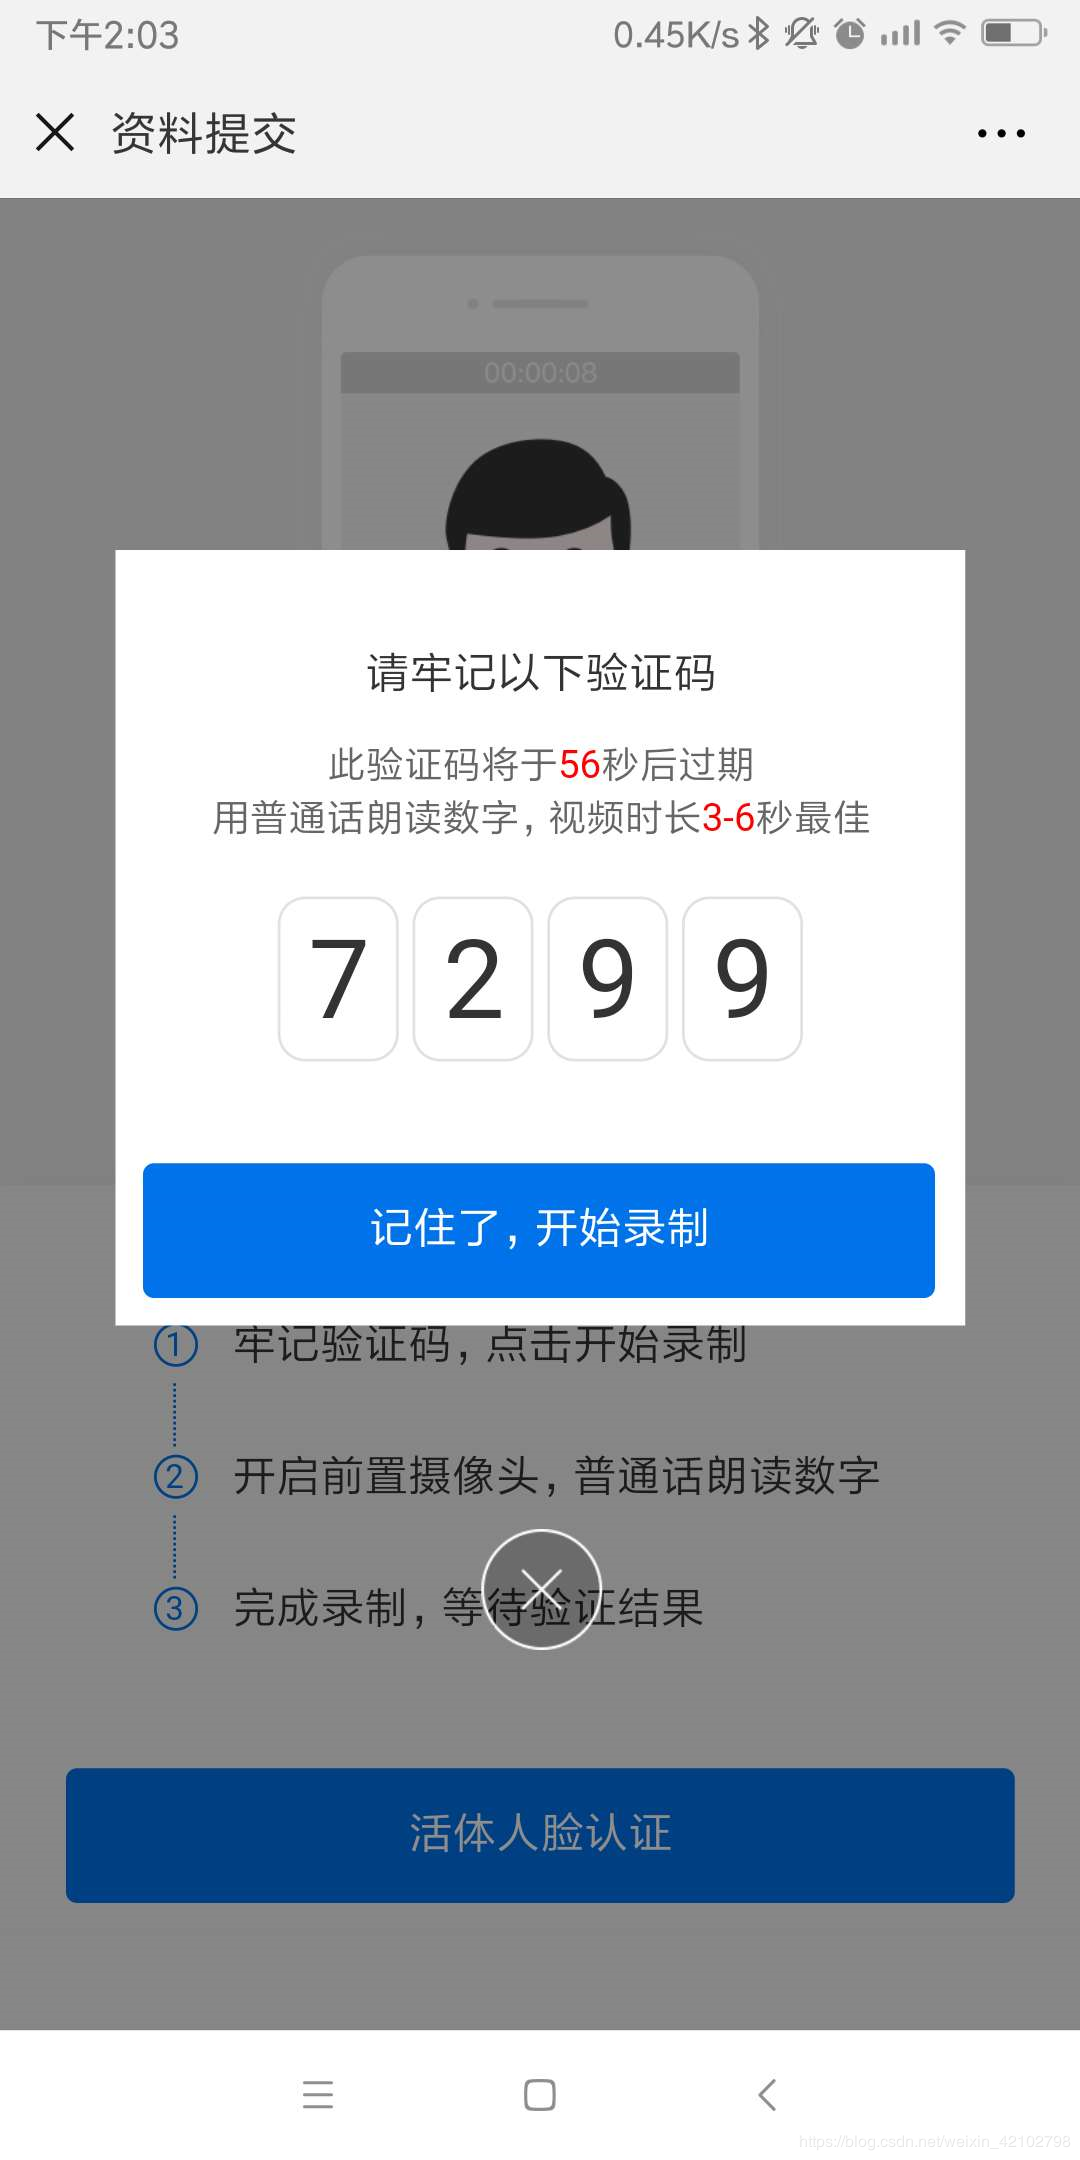 下午2:03
0.45K/s
资料提交
00:00:08
请牢记以下验证码
此验证码将于56秒后过期
用普通话朗读数字，视频时长3-6秒最佳
7 2 9 9
记住了，开始录制
1 牢记验证码，点击开始录制
2 开启前置摄像头，普通话朗读数字
3 完成录制，等待验证结果
活体人脸认证
https://blog.csdn.net/weixin_42102798